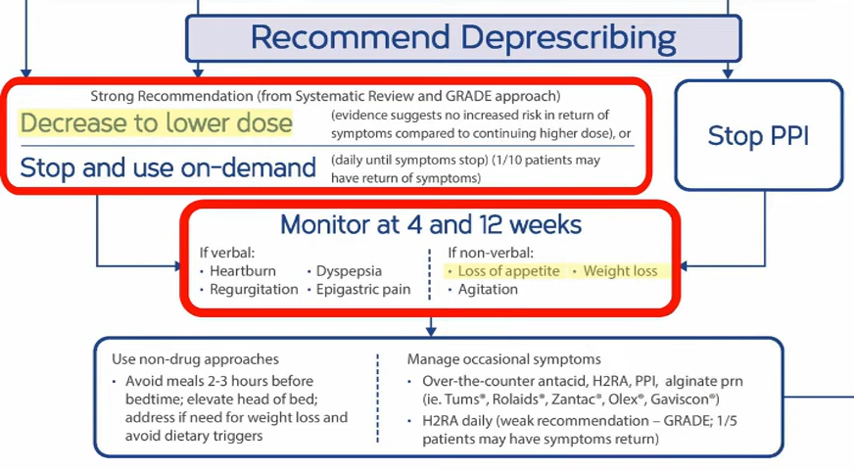 Recommend Deprescribing
Strong Recommendation (from Systematic Review and GRADE approach)
Decrease to lower dose
(evidence suggests no increased risk in return of
symptoms compared to continuing higher dose), or
Stop and use on-demand
(daily until symptoms stop) (1/10 patients may
have return of symptoms)
Stop PPI
Monitor at 4 and 12 weeks
If verbal:
• Heartburn • Dyspepsia
• Regurgitation • Epigastric pain
If non-verbal:
• Loss of appetite • Weight loss
• Agitation
Use non-drug approaches
• Avoid meals 2-3 hours before
bedtime; elevate head of bed;
address if need for weight loss and
avoid dietary triggers
Manage occasional symptoms
• Over-the-counter antacid, H2RA, PPI, alginate prn
(ie. Tums®, Rolaids®, Zantac®, Olex®, Gaviscon®)
• H2RA daily (weak recommendation – GRADE; 1/5
patients may have symptoms return)